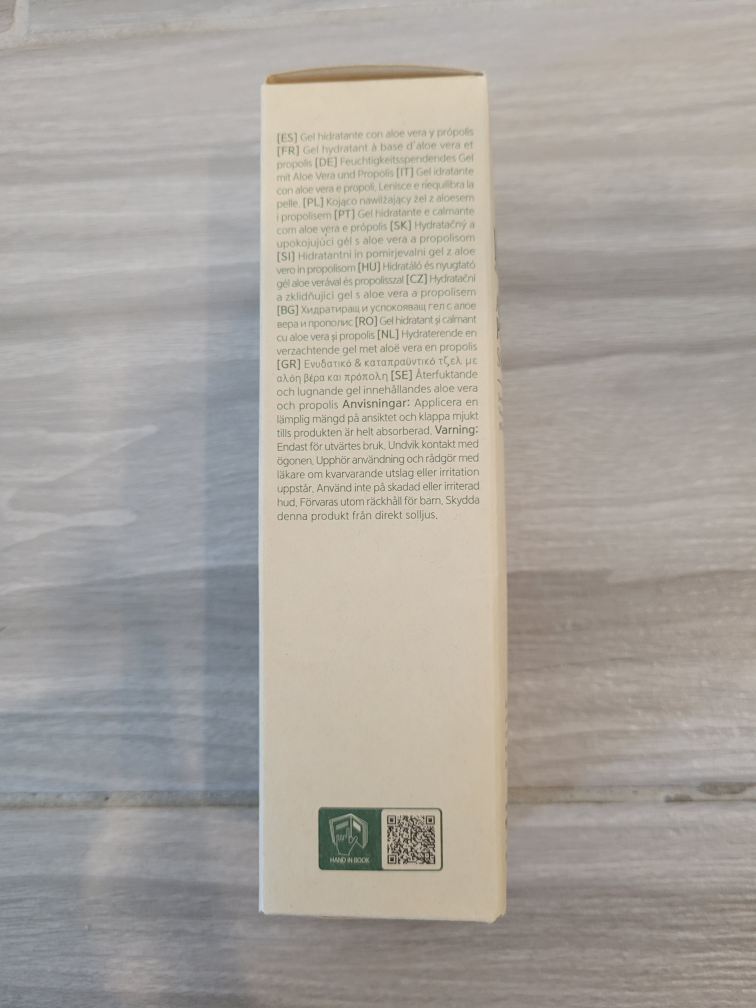 [ES] Gel hidratante con aloe vera y própolis
[FR] Gel hydratant à base d'aloe vera et
propolis [DE] Feuchtigkeitsspendendes Gel
mit Aloe Vera und Propolis [IT] Gel idratante
con aloe vera e propoli. Lenisce e riequilibra la
pelle. [PL] Kojąco nawilżający żel z aloesem
i propolisem [PT] Gel hidratante e calmante
com aloe vera e própolis [SK] Hydratačný a
upokojujúci gél s aloe vera a propolisom
[SI] Hidratantni in pomirjevalni gel z aloe
vero in propolisom [HU] Hidratáló és nyugtató
gél aloe verával és propolisszal [CZ] Hydratační
a zklidňující gel s aloe vera a propolisem
[BG] Хидратиращ и успокояващ гел с алое
вера и прополис [RO] Gel hidratant și calmant
cu aloe vera și propolis [NL] Hydraterende en
verzachtende gel met aloë vera en propolis
[GR] Ενυδατικό & καταπραϋντικό τζελ με
αλόη βέρα και πρόπολη [SE] Återfuktande
och lugnande gel innehållandes aloe vera
och propolis Anvisningar: Applicera en
lämplig mängd på ansiktet och klappa mjukt
tills produkten är helt absorberad. Varning:
Endast för utvärtes bruk. Undvik kontakt med
ögonen. Upphör användning och rådgör med
läkare om kvarvarande utslag eller irritation
uppstår. Använd inte på skadad eller irriterad
hud. Förvaras utom räckhåll för barn. Skydda
denna produkt från direkt solljus.
HAND IN BOOK